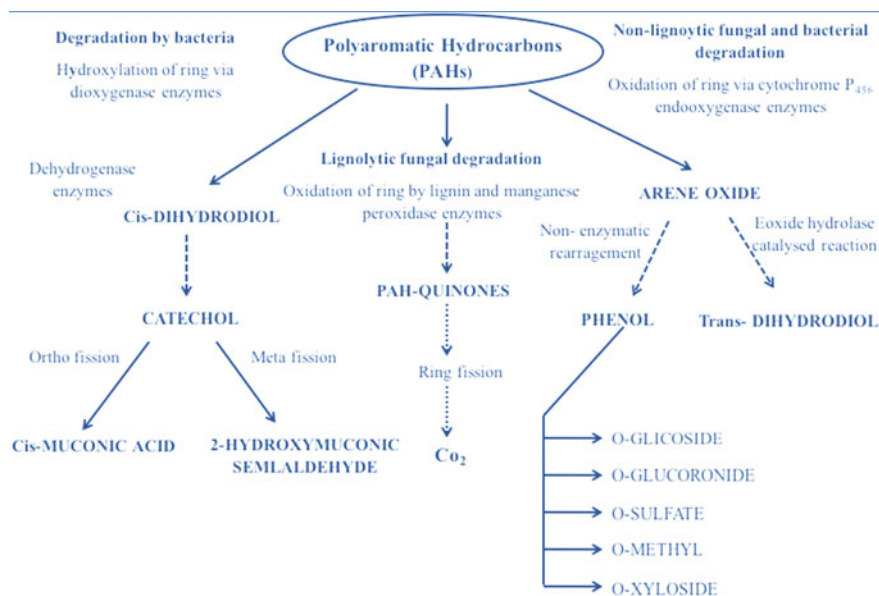 Polyaromatic Hydrocarbons
(PAHs)
Degradation by bacteria
Hydroxylation of ring via
dioxygenase enzymes
Non-lignoytic fungal and bacterial
degradation
Oxidation of ring via cytochrome P456
endooxygenase enzymes
Dehydrogenase
enzymes
Cis-DIHYDRODIOL
CATECHOL
Ortho fission
Meta fission
Cis-MUCONIC ACID
2-HYDROXYMUCONIC
SEMLALDEHYDE
Lignolytic fungal degradation
Oxidation of ring by lignin and manganese
peroxidase enzymes
PAH-QUINONES
Ring fission
Co2
ARENE OXIDE
Non- enzymatic
rearragement
Eoxide hydrolase
catalysed reaction
PHENOL
Trans- DIHYDRODIOL
O-GLICOSIDE
O-GLUCORONIDE
O-SULFATE
O-METHYL
O-XYLOSIDE